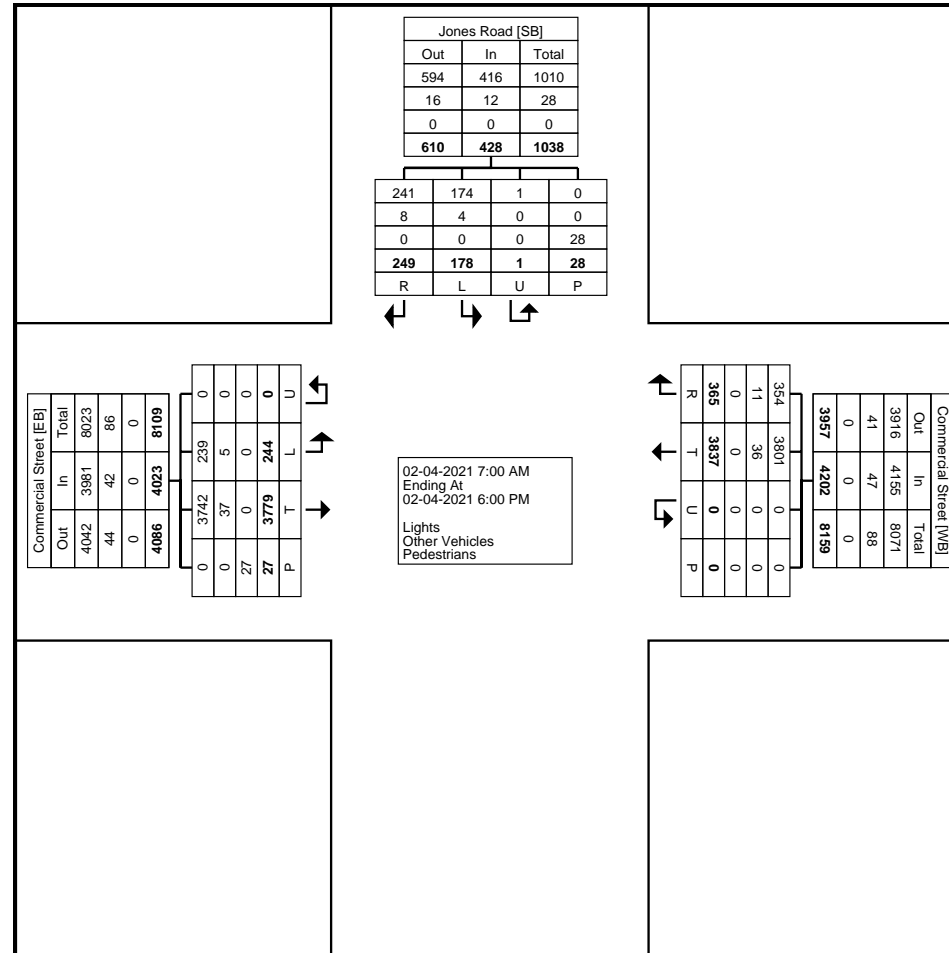 Jones Road [SB]
Out In Total
594 416 1010
16 12 28
0 0 0
610 428 1038
241 174 1 0
8 4 0 0
0 0 0 28
249 178 1 28
R L U P
Commercial Street [EB]
Total In Out
8023 3981 4042
86 42 44
0 0 0
8109 4023 4086
0 239 3742 0
0 5 37 0
0 0 0 27
0 244 3779 27
U L T P
02-04-2021 7:00 AM
Ending At
02-04-2021 6:00 PM
Lights
Other Vehicles
Pedestrians
Commercial Street [WB]
Out In Total
3916 4155 8071
41 47 88
0 0 0
3957 4202 8159
354 3801 0 0
11 36 0 0
0 0 0 0
365 3837 0 0
R T U P